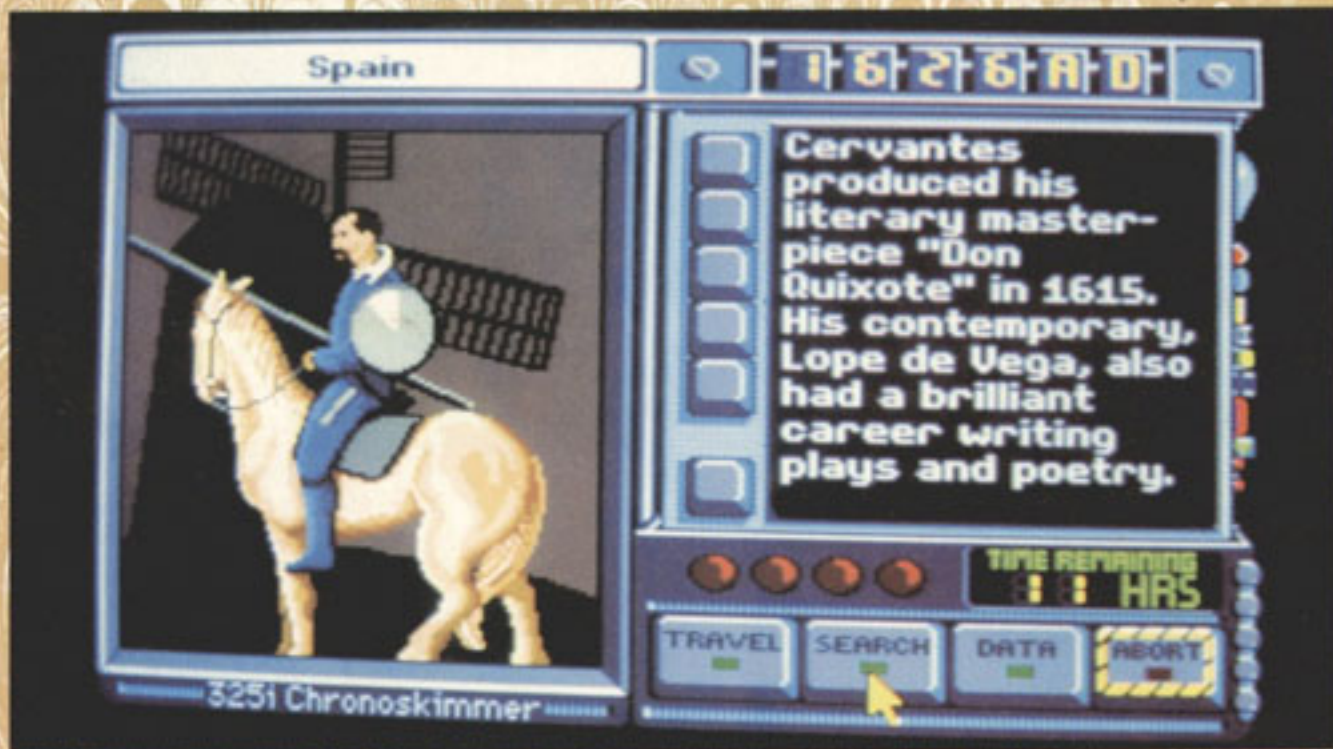 Spain
1626AD
Cervantes
produced his
literary master-
piece "Don
Quixote" in 1615.
His contemporary,
Lope de Vega, also
had a brilliant
career writing
plays and poetry.
TIME REMAINING
11 HRS
TRAVEL SEARCH DATA ABORT
325i Chronoskimmer